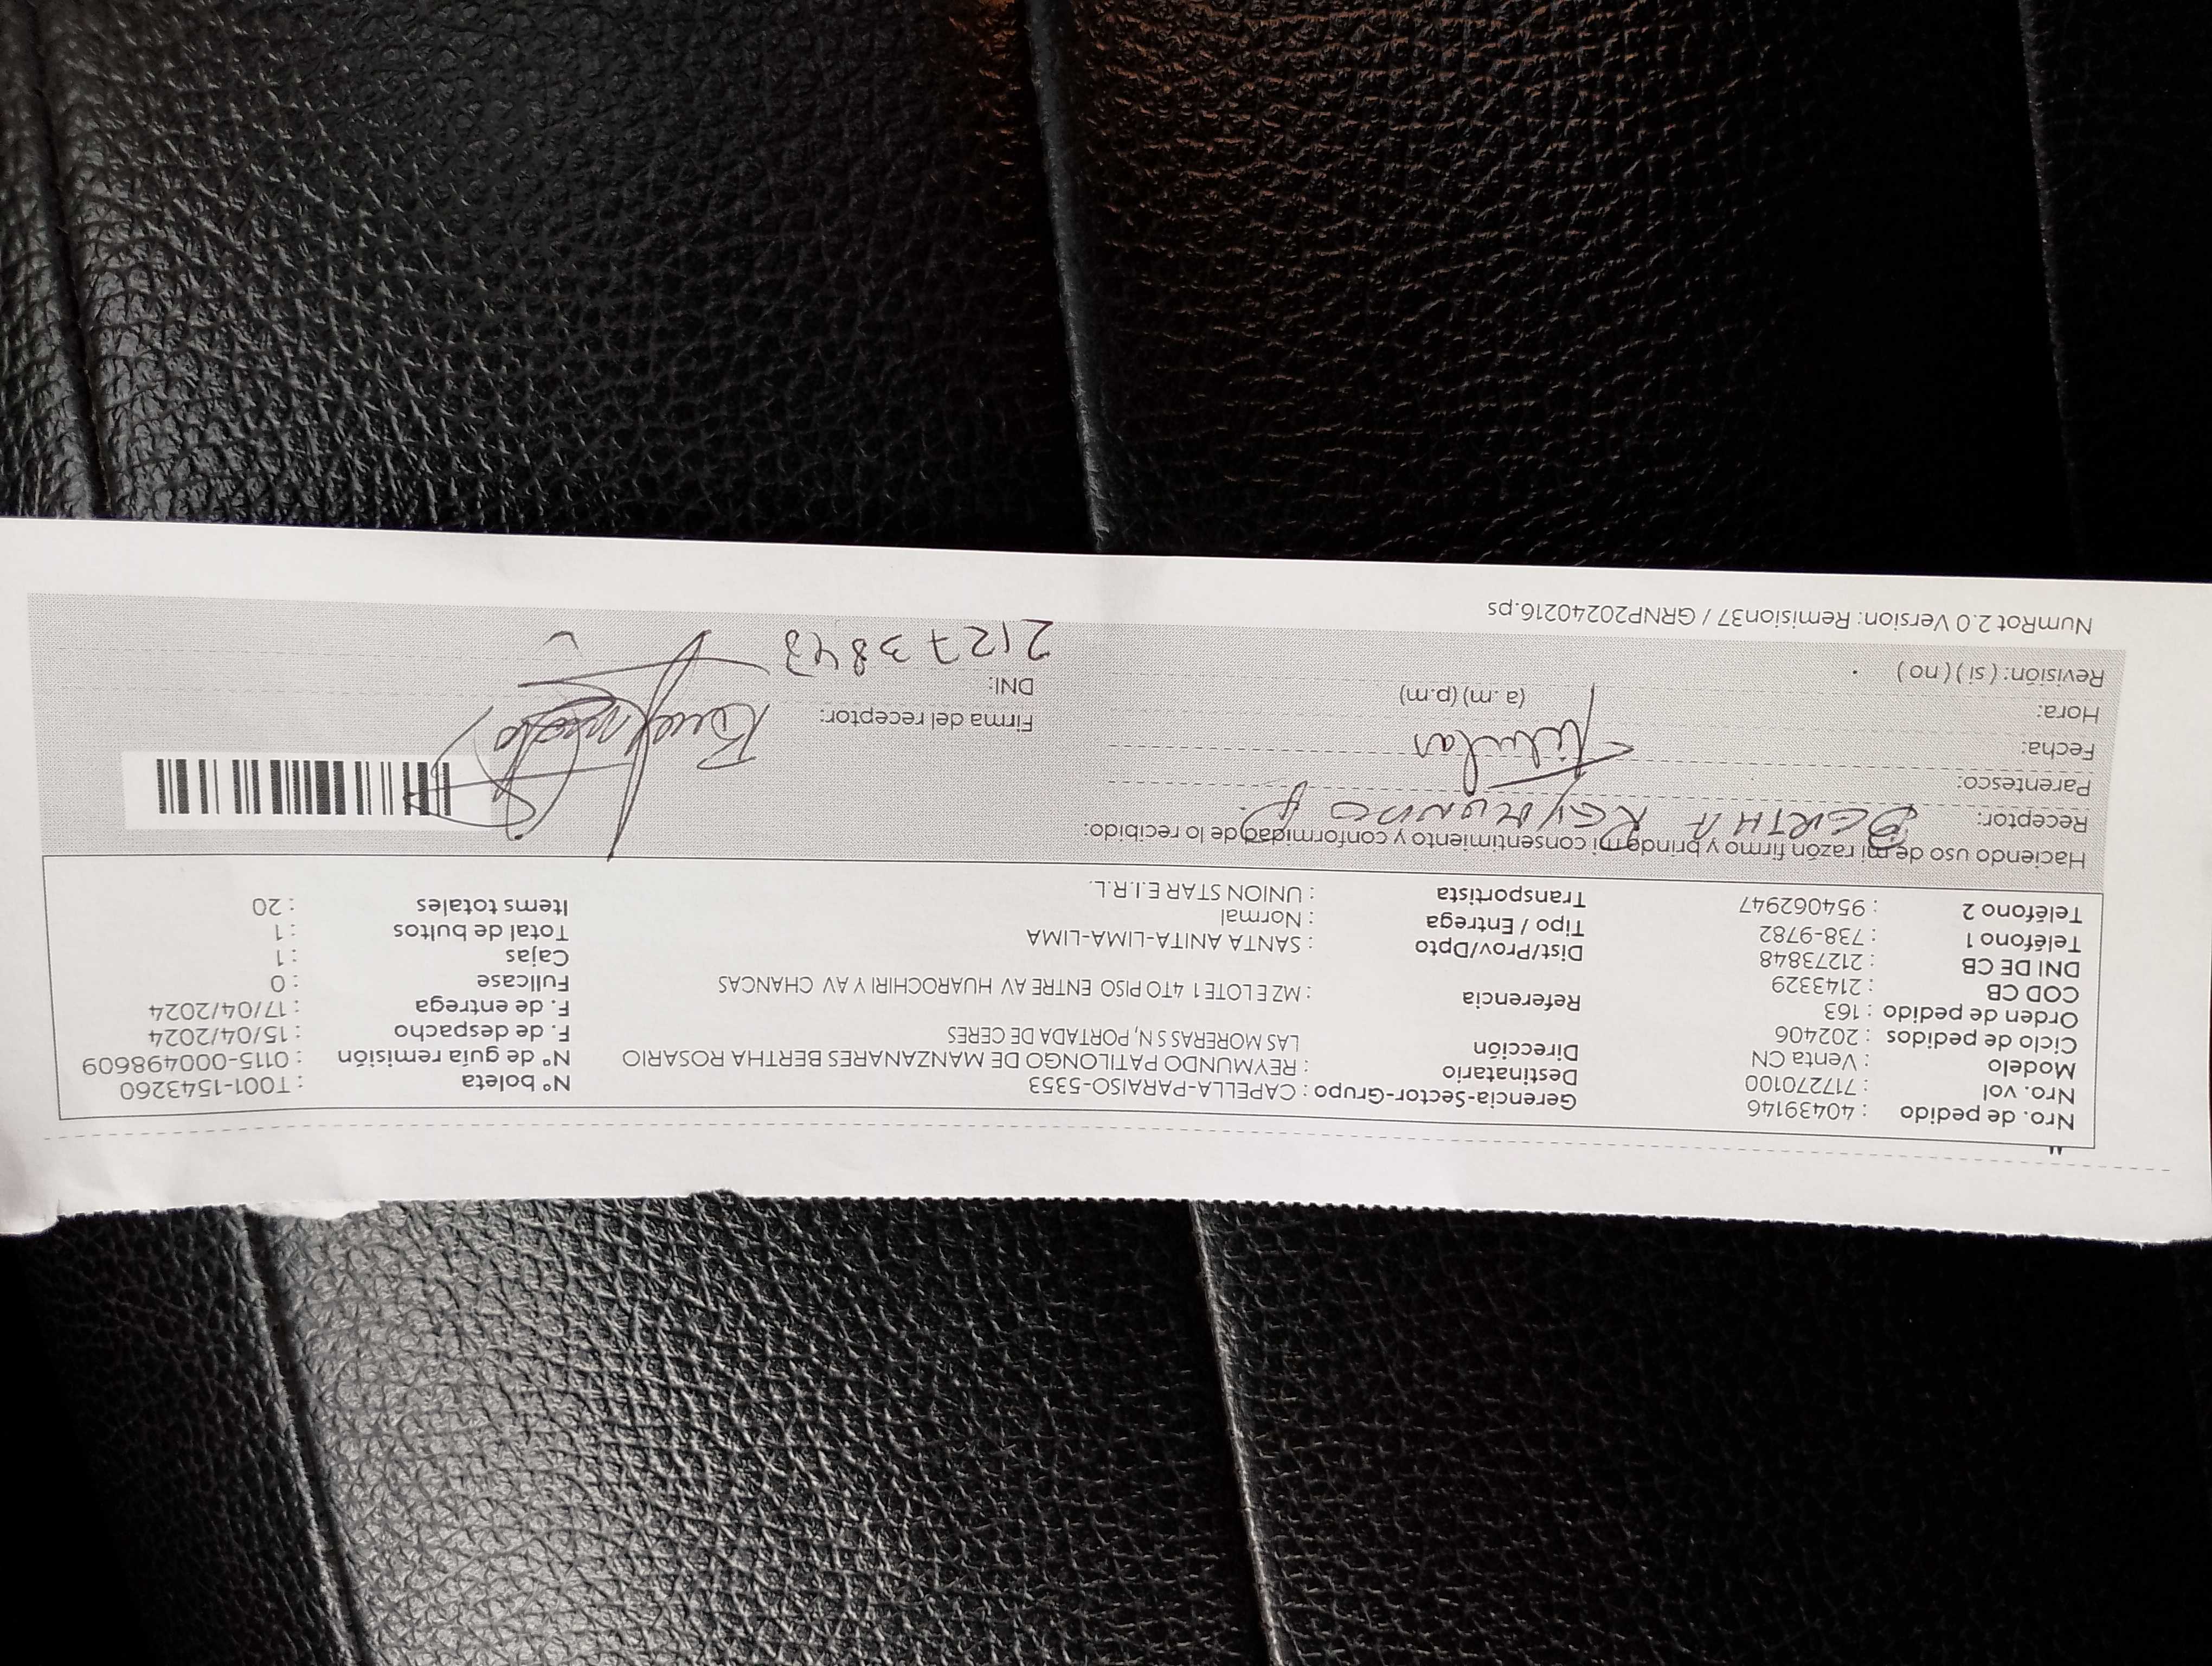 Nro. de pedido : 40439146 Gerencia-Sector-Grupo : CAPELLA-PARAISO-5353 N° boleta : T001-1543260
Nro. vol : 717270100 Destinatario : REYMUNDO PATILONGO DE MANZANARES BERTHA ROSARIO N° de guía remisión : 0115-000498609
Modelo : Venta CN Dirección LAS MORERAS S N, PORTADA DE CERES F. de despacho : 15/04/2024
Ciclo de pedidos : 202406 F. de entrega : 17/04/2024
Orden de pedido : 163 Referencia : MZ E LOTE 1 4TO PISO ENTRE AV HUAROCHIRI Y AV CHANCAS Fullcase : 0
COD CB : 2143329 Cajas : 1
DNI DE CB : 21273848 Dist/Prov/Dpto : SANTA ANITA-LIMA-LIMA Total de bultos : 1
Teléfono 1 : 738-9782 Tipo / Entrega : Normal Items totales : 20
Teléfono 2 : 954062947 Transportista : UNION STAR E.I.R.L.
Haciendo uso de mi razón firmo y brindo mi consentimiento y conformidad de lo recibido:
Receptor: BERTHA REYMUNDO P.
Parentesco: Titular
Fecha: Firma del receptor:
Hora: (a.m) (p.m) DNI: 21273848
Revisión: ( si ) ( no )
NumRot 2.0 Version: Remision37 / GRNP20240216.ps